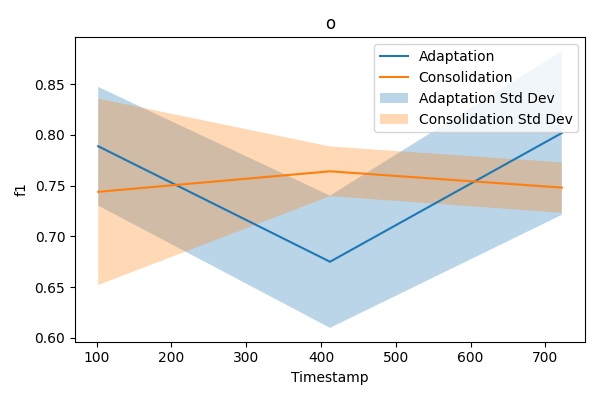 o
Adaptation
Consolidation
Adaptation Std Dev
Consolidation Std Dev
f1
0.85
0.80
0.75
0.70
0.65
0.60
100 200 300 400 500 600 700
Timestamp